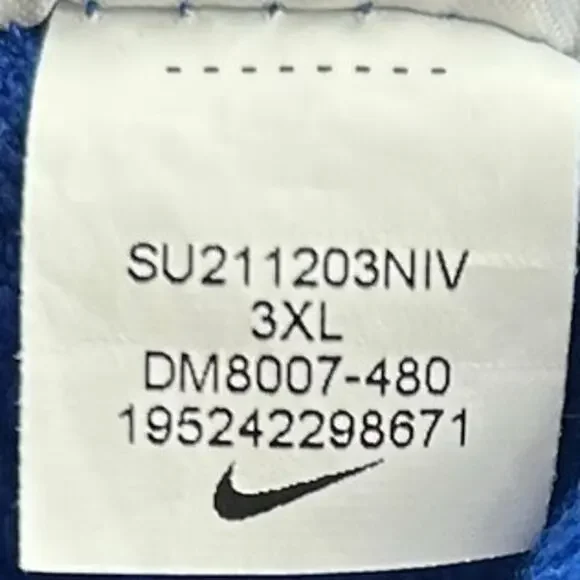 - - - - - - - -
SU211203NIV
3XL
DM8007-480
195242298671